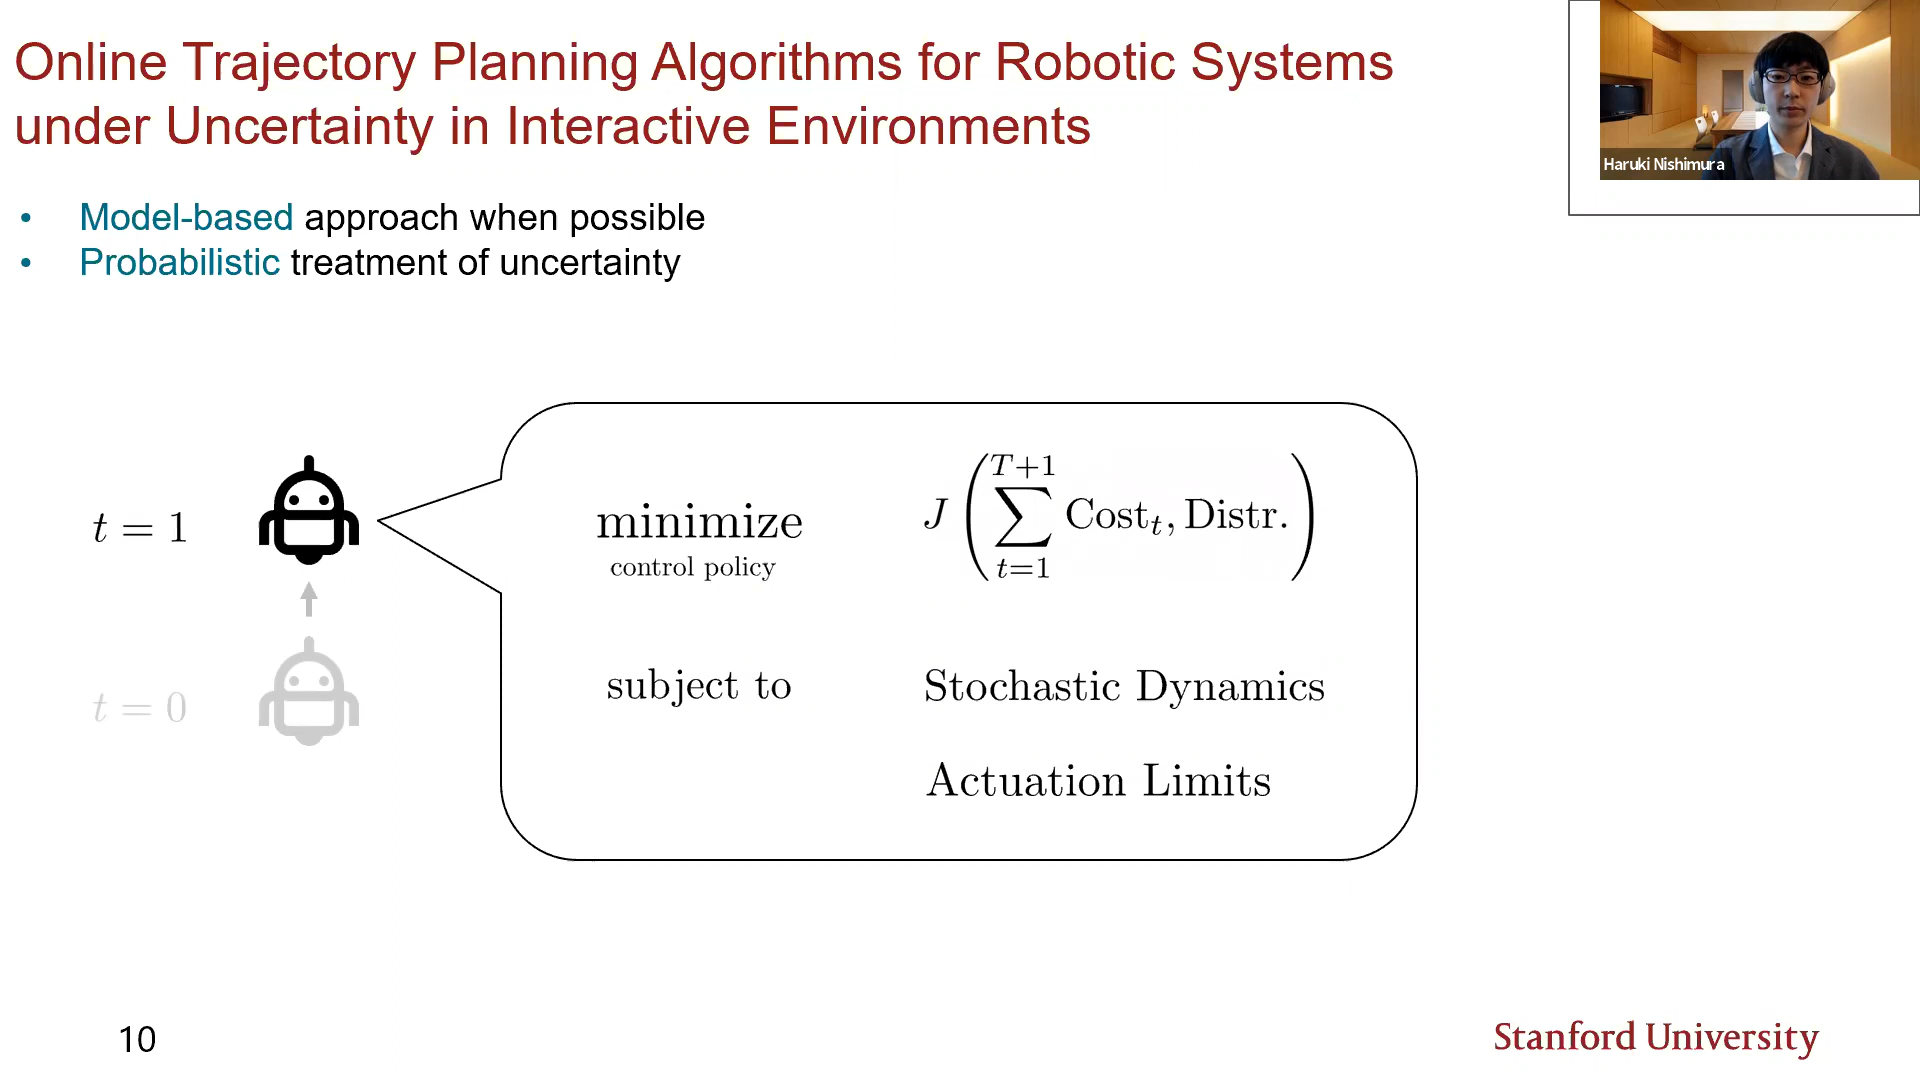 Online Trajectory Planning Algorithms for Robotic Systems
under Uncertainty in Interactive Environments
Haruki Nishimura
• Model-based approach when possible
• Probabilistic treatment of uncertainty
t = 1
minimize
control policy
J ( ∑_{t=1}^{T+1} Cost_t, Distr. )
subject to
Stochastic Dynamics
Actuation Limits
t = 0
10
Stanford University